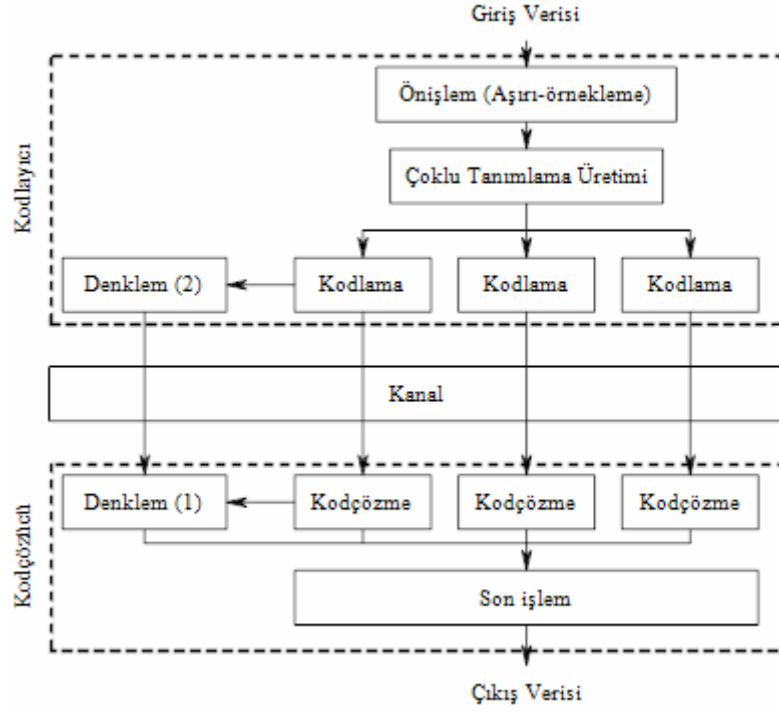 Giriş Verisi
Önişlem (Aşırı-örnekleme)
Çoklu Tanımlama Üretimi
Kodlayıcı
Denklem (2)
Kodlama
Kodlama
Kodlama
Kanal
Kodçözücü
Denklem (1)
Kodçözme
Kodçözme
Kodçözme
Son işlem
Çıkış Verisi